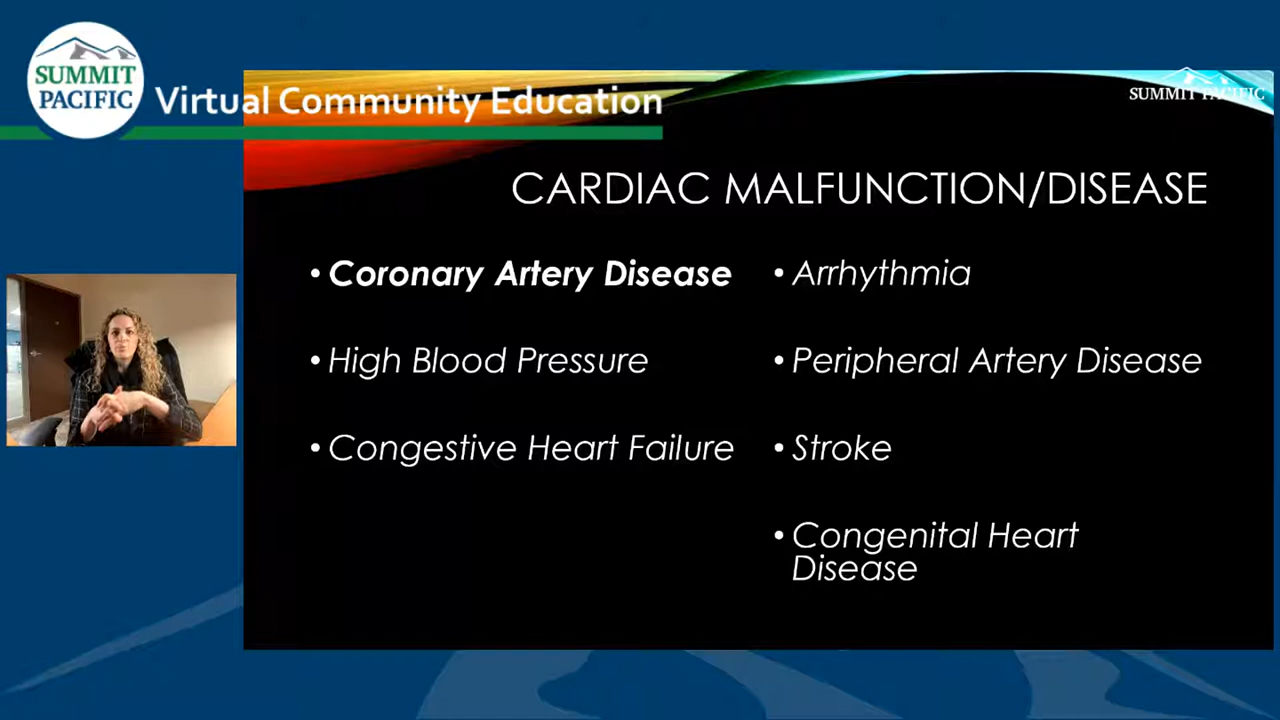 SUMMIT
PACIFIC
Virtual Community Education
SUMMIT PACIFIC
CARDIAC MALFUNCTION/DISEASE
• Coronary Artery Disease
• High Blood Pressure
• Congestive Heart Failure
• Arrhythmia
• Peripheral Artery Disease
• Stroke
• Congenital Heart
Disease